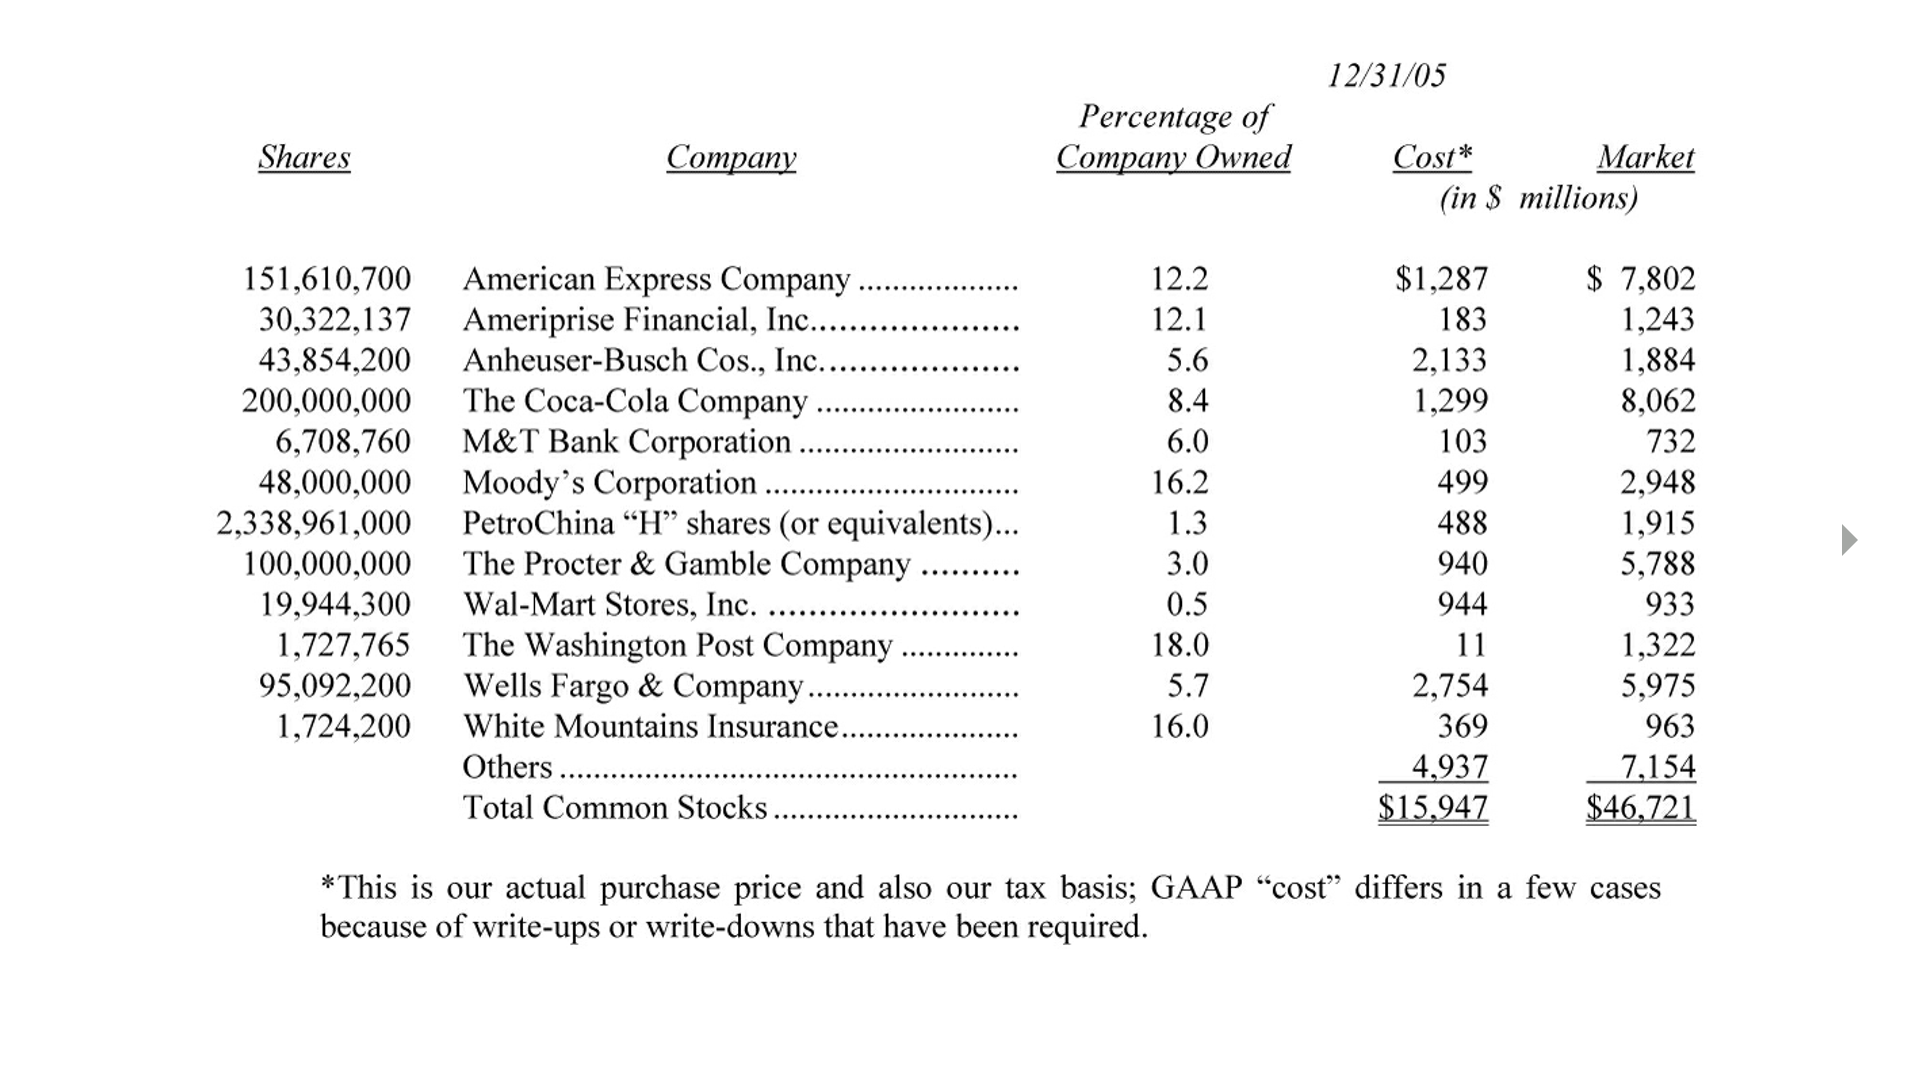 12/31/05
Percentage of
Shares Company Company Owned Cost* Market
(in $ millions)
151,610,700 American Express Company ................... 12.2 $1,287 $ 7,802
30,322,137 Ameriprise Financial, Inc...................... 12.1 183 1,243
43,854,200 Anheuser-Busch Cos., Inc..................... 5.6 2,133 1,884
200,000,000 The Coca-Cola Company ........................ 8.4 1,299 8,062
6,708,760 M&T Bank Corporation .......................... 6.0 103 732
48,000,000 Moody’s Corporation .............................. 16.2 499 2,948
2,338,961,000 PetroChina “H” shares (or equivalents)... 1.3 488 1,915
100,000,000 The Procter & Gamble Company .......... 3.0 940 5,788
19,944,300 Wal-Mart Stores, Inc. ........................ 0.5 944 933
1,727,765 The Washington Post Company .............. 18.0 11 1,322
95,092,200 Wells Fargo & Company......................... 5.7 2,754 5,975
1,724,200 White Mountains Insurance..................... 16.0 369 963
Others ...................................................... 4,937 7,154
Total Common Stocks ............................. $15,947 $46,721
*This is our actual purchase price and also our tax basis; GAAP “cost” differs in a few cases
because of write-ups or write-downs that have been required.